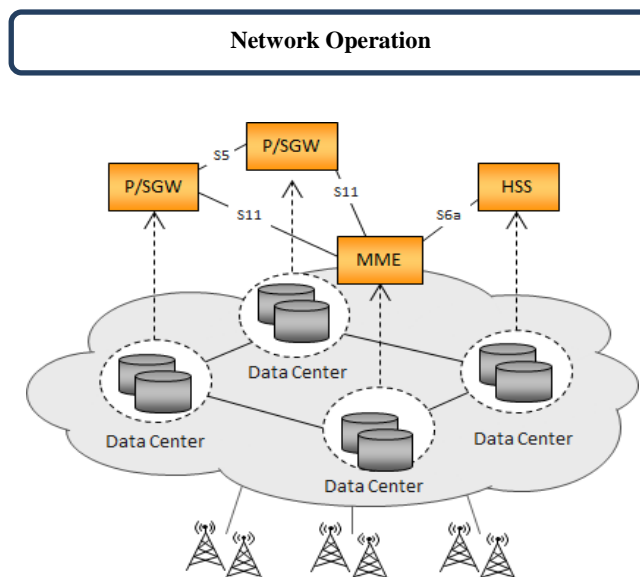 Network Operation
P/SGW
S5
P/SGW
S11
S11
HSS
S6a
MME
Data Center
Data Center
Data Center
Data Center